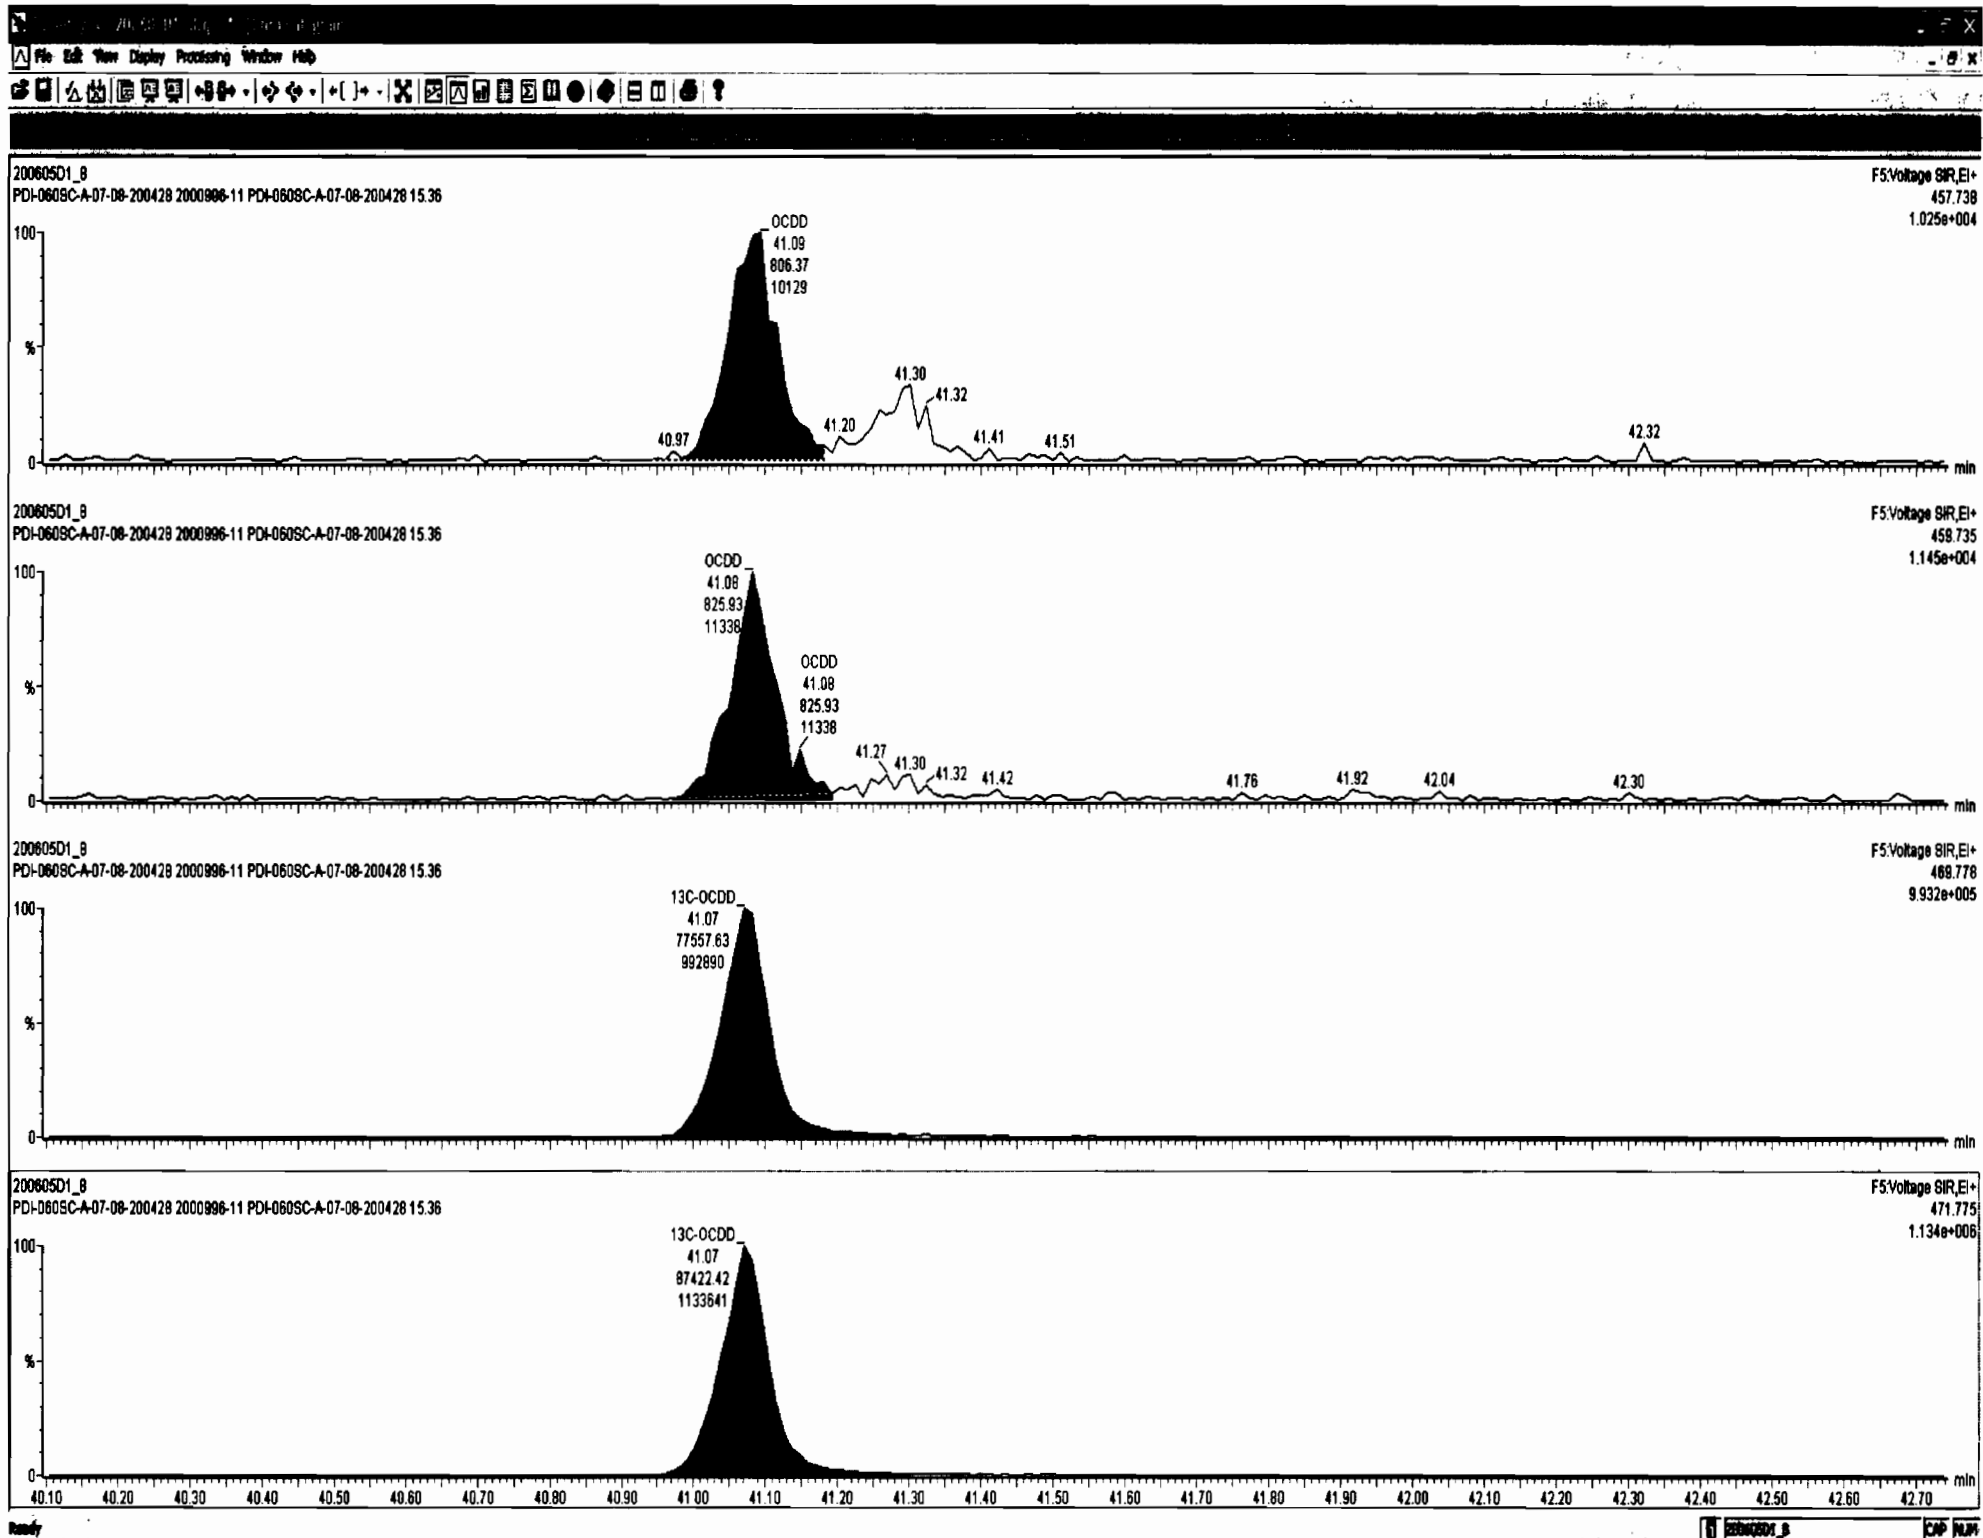 File Edit View Display Processing Window Help
200605D1_8
PDI-060SC-A-07-08-200428 2000996-11 PDI-060SC-A-07-08-200428 15.36
F5:Voltage SIR,EI+
457.738
1.025e+004
100
%
0
OCDD
41.09
806.37
10129
40.97
41.20
41.30
41.32
41.41
41.51
42.32
min
200605D1_8
PDI-060SC-A-07-08-200428 2000996-11 PDI-060SC-A-07-08-200428 15.36
F5:Voltage SIR,EI+
459.735
1.145e+004
100
%
0
OCDD
41.08
825.93
11338
OCDD
41.08
825.93
11338
41.27
41.30
41.32
41.42
41.76
41.92
42.04
42.30
min
200605D1_8
PDI-060SC-A-07-08-200428 2000996-11 PDI-060SC-A-07-08-200428 15.36
F5:Voltage SIR,EI+
469.778
9.932e+005
100
%
0
13C-OCDD
41.07
77557.63
992890
min
200605D1_8
PDI-060SC-A-07-08-200428 2000996-11 PDI-060SC-A-07-08-200428 15.36
F5:Voltage SIR,EI+
471.775
1.134e+006
100
%
0
13C-OCDD
41.07
87422.42
1133641
min
40.10 40.20 40.30 40.40 40.50 40.60 40.70 40.80 40.90 41.00 41.10 41.20 41.30 41.40 41.50 41.60 41.70 41.80 41.90 42.00 42.10 42.20 42.30 42.40 42.50 42.60 42.70
Ready
200605D1_8
CAP NUM